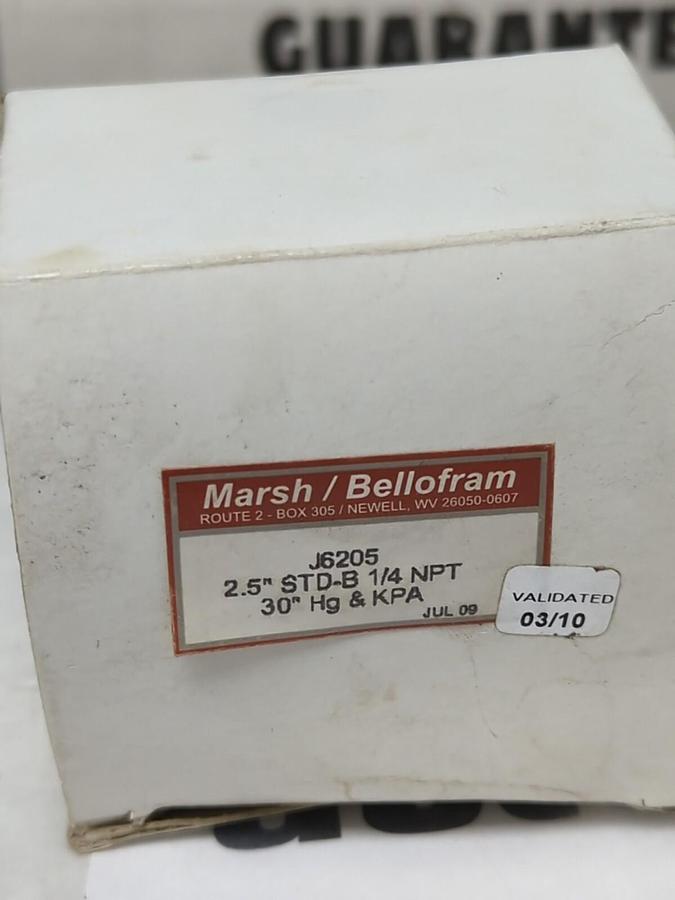 GUARANTE
Marsh / Bellofram
ROUTE 2 - BOX 305 / NEWELL, WV 26050-0607
J6205
2.5" STD-B 1/4 NPT
30" Hg & KPA
JUL 09
VALIDATED
03/10